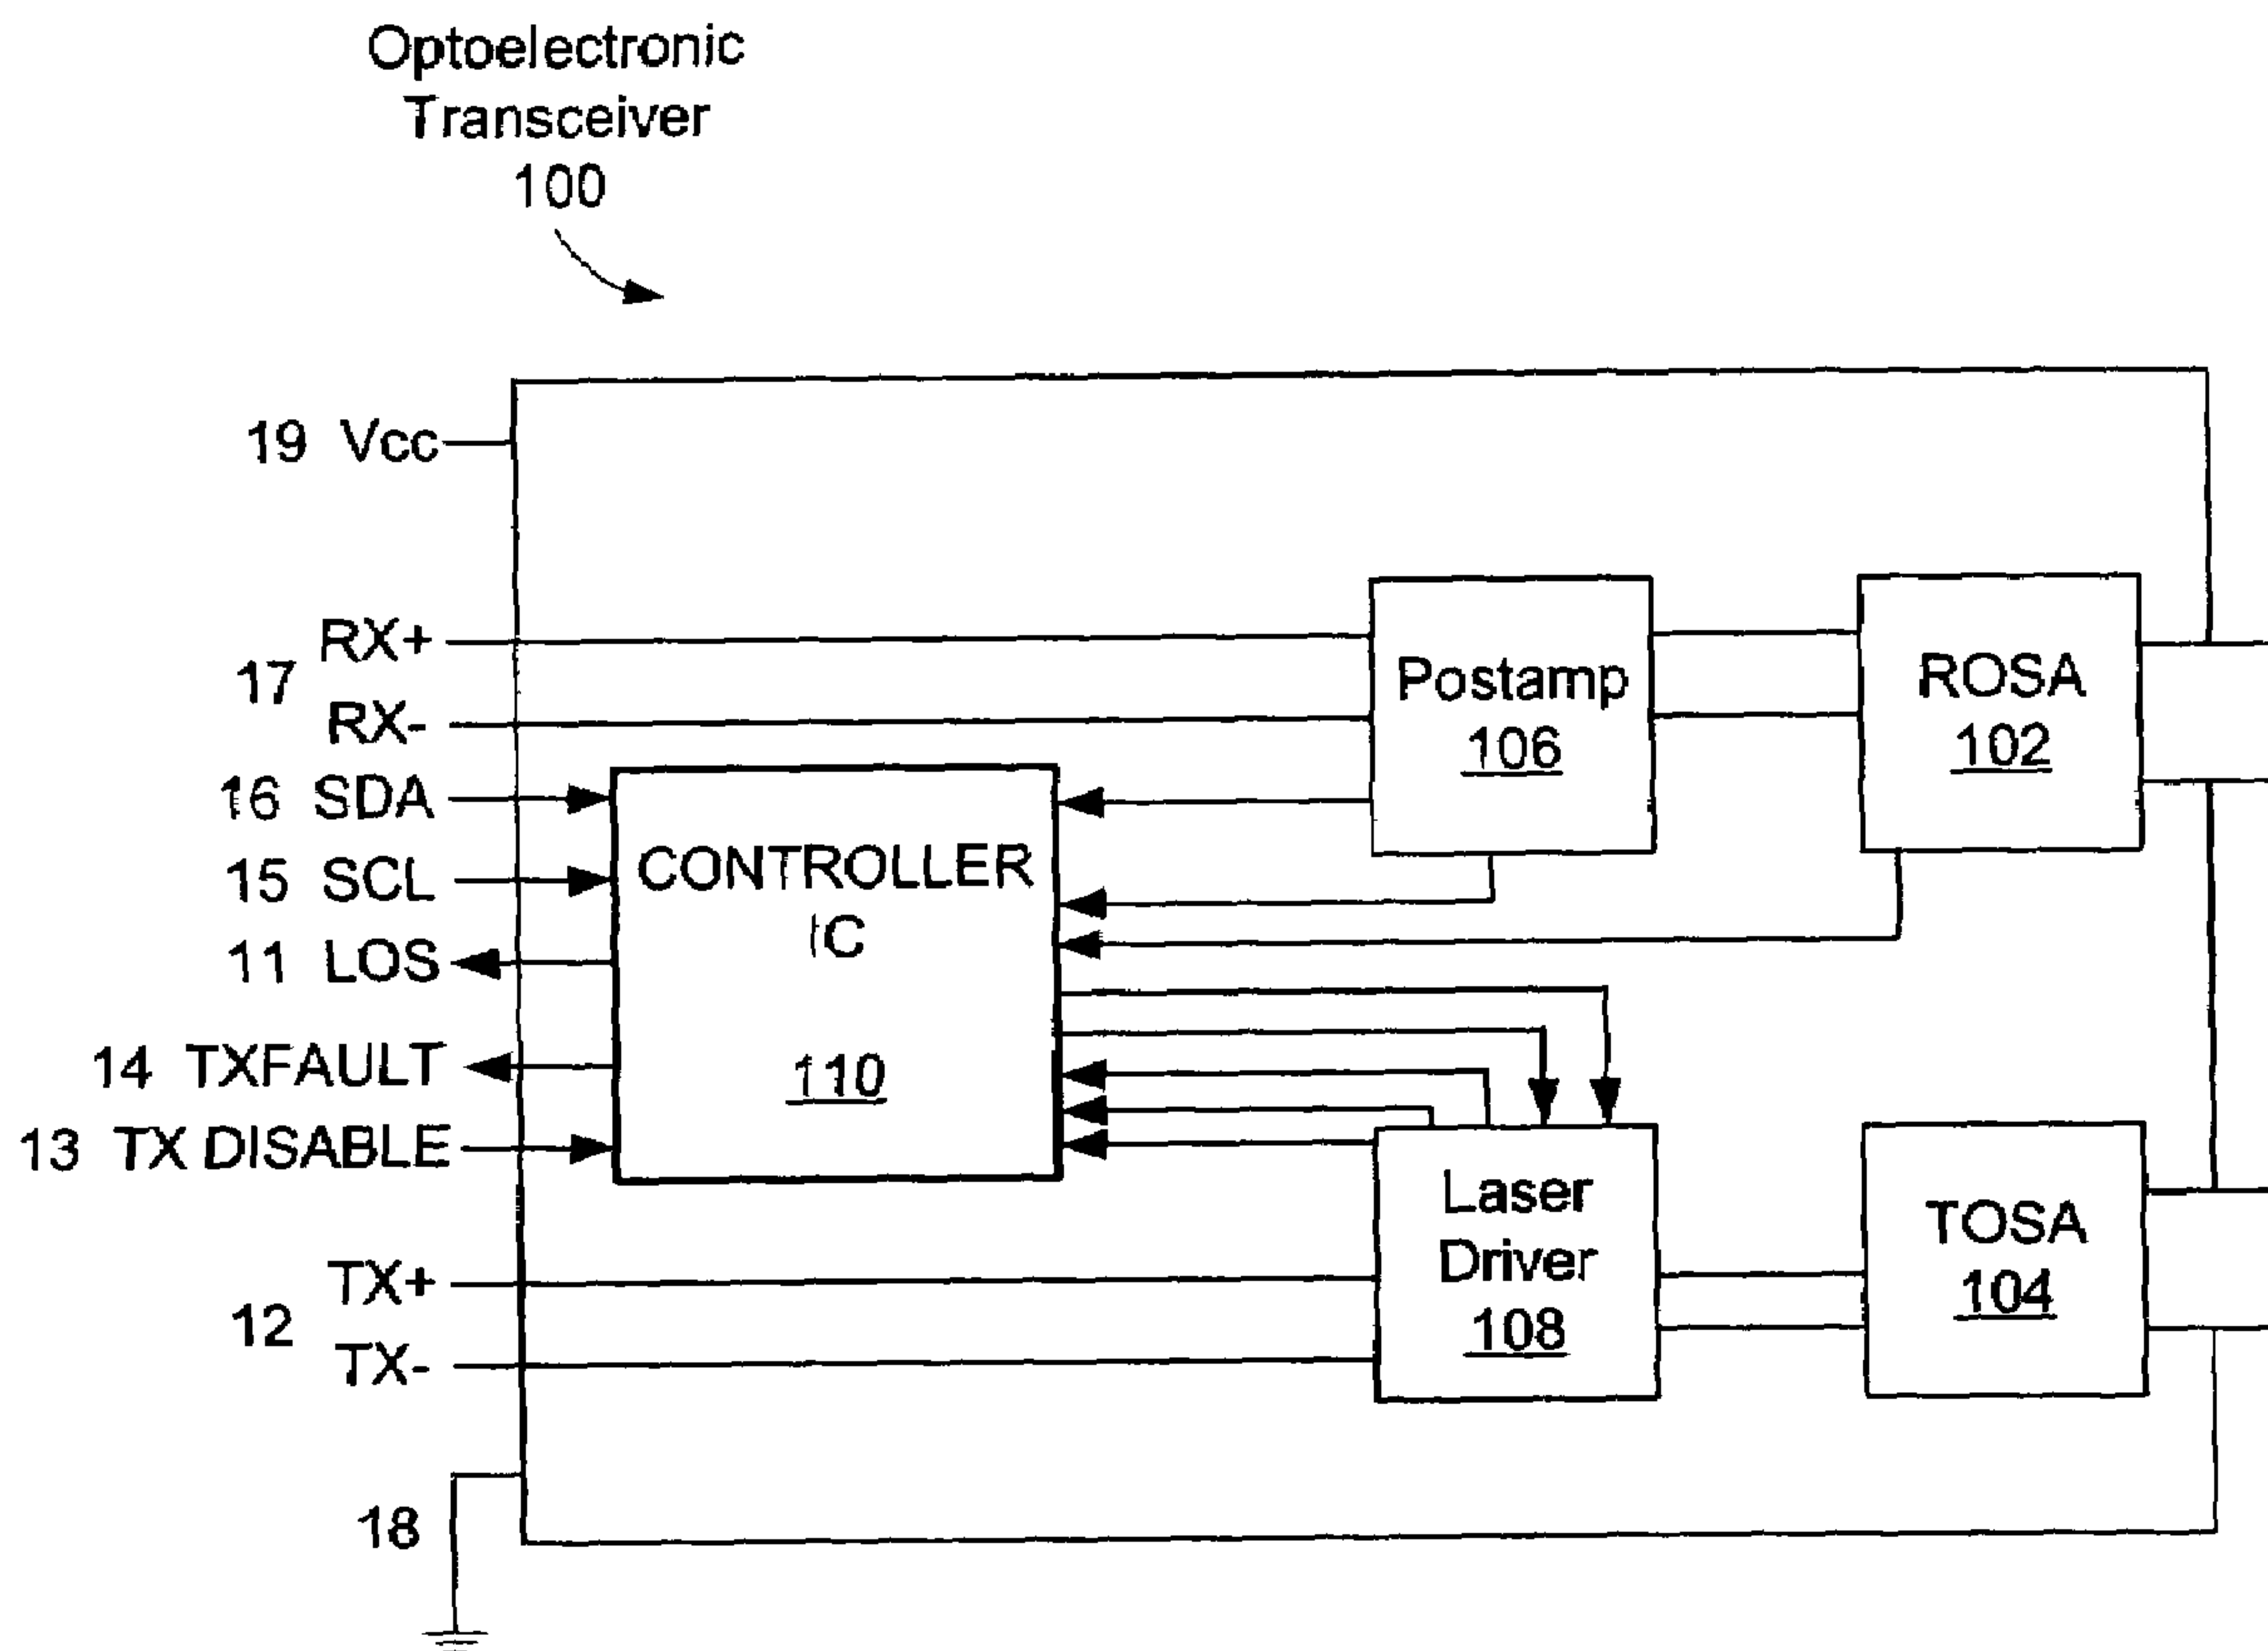 Optoelectronic
Transceiver
100
19 Vcc
RX+
17
RX-
16 SDA
15 SCL
11 LOS
14 TXFAULT
13 TX DISABLE
TX+
12
TX-
18
CONTROLLER
IC
110
Postamp
106
ROSA
102
Laser
Driver
108
TOSA
104